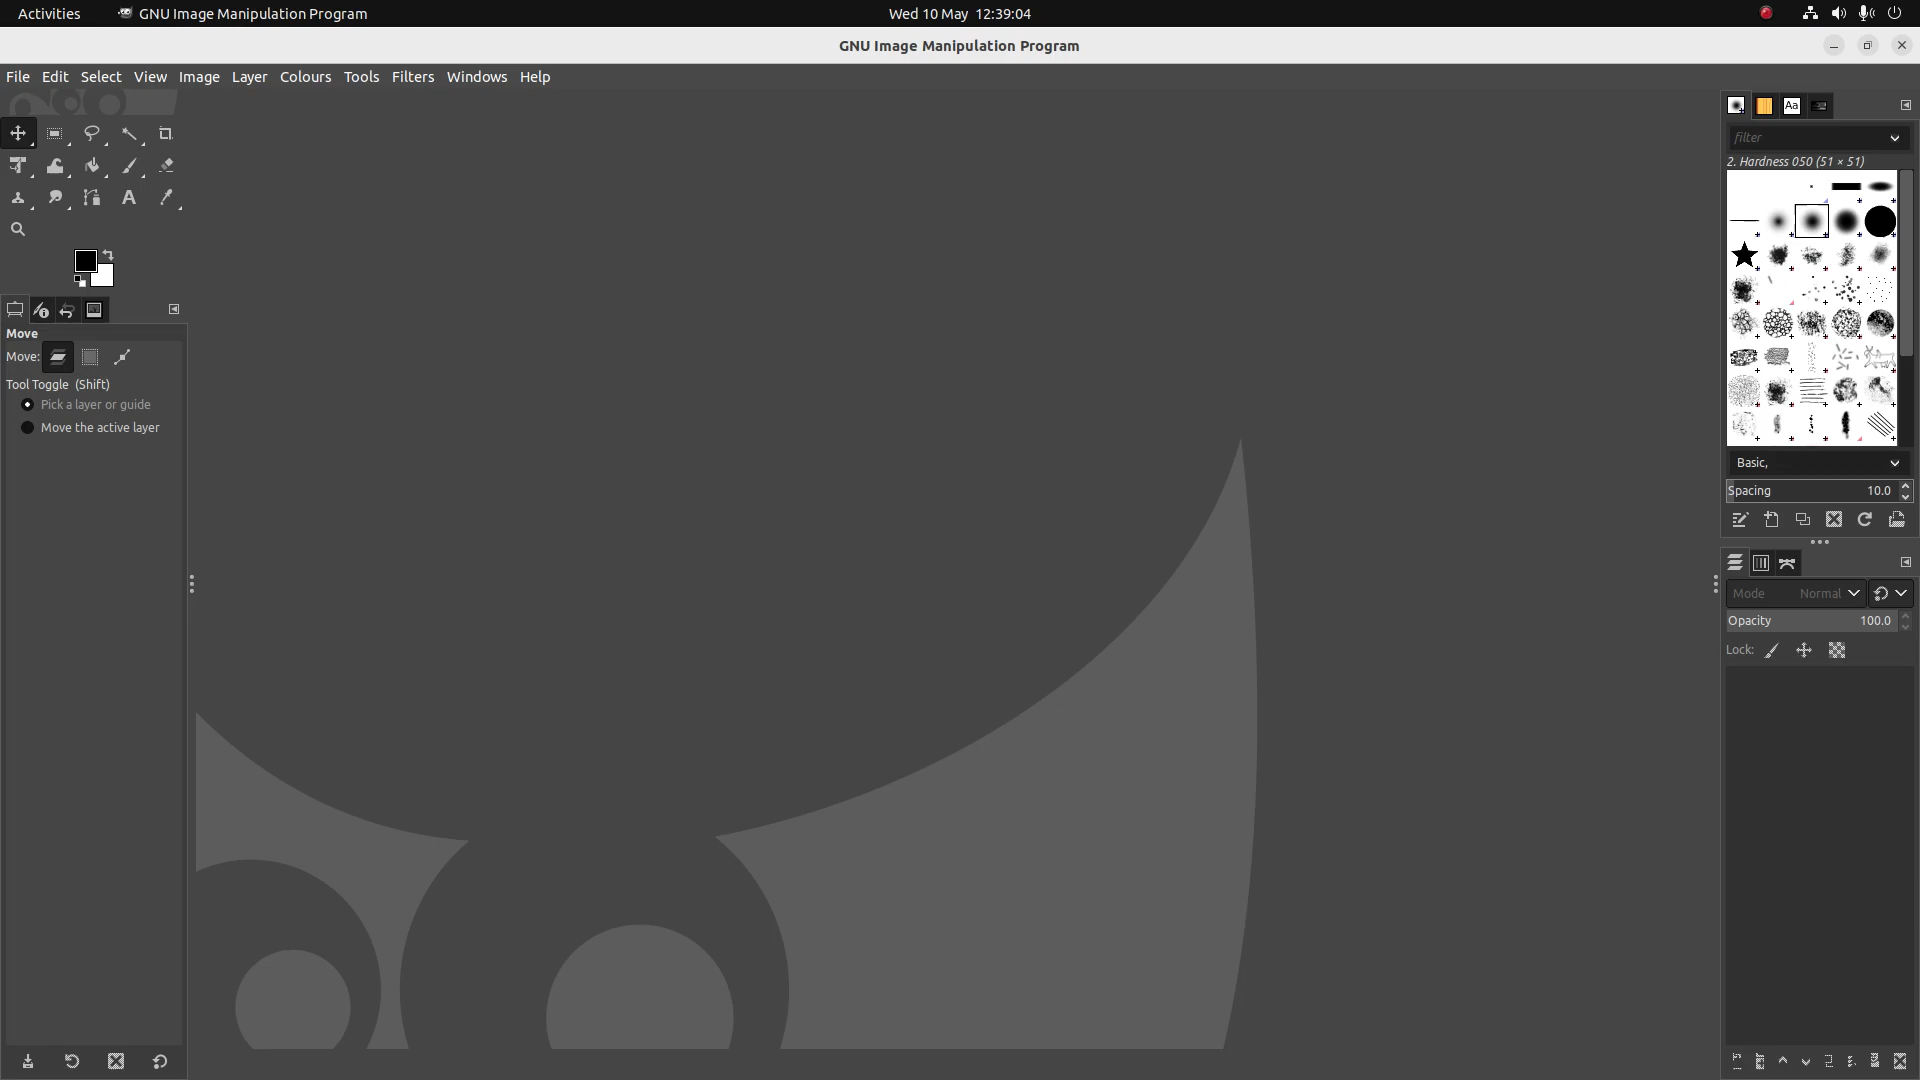 Activities
GNU Image Manipulation Program
Wed 10 May 12:39:04
GNU Image Manipulation Program
File Edit Select View Image Layer Colours Tools Filters Windows Help
Aa
filter
2. Hardness 050 (51 × 51)
A
Move
Move:
Tool Toggle (Shift)
Pick a layer or guide
Move the active layer
Basic,
Spacing 10.0
Mode Normal
Opacity 100.0
Lock: